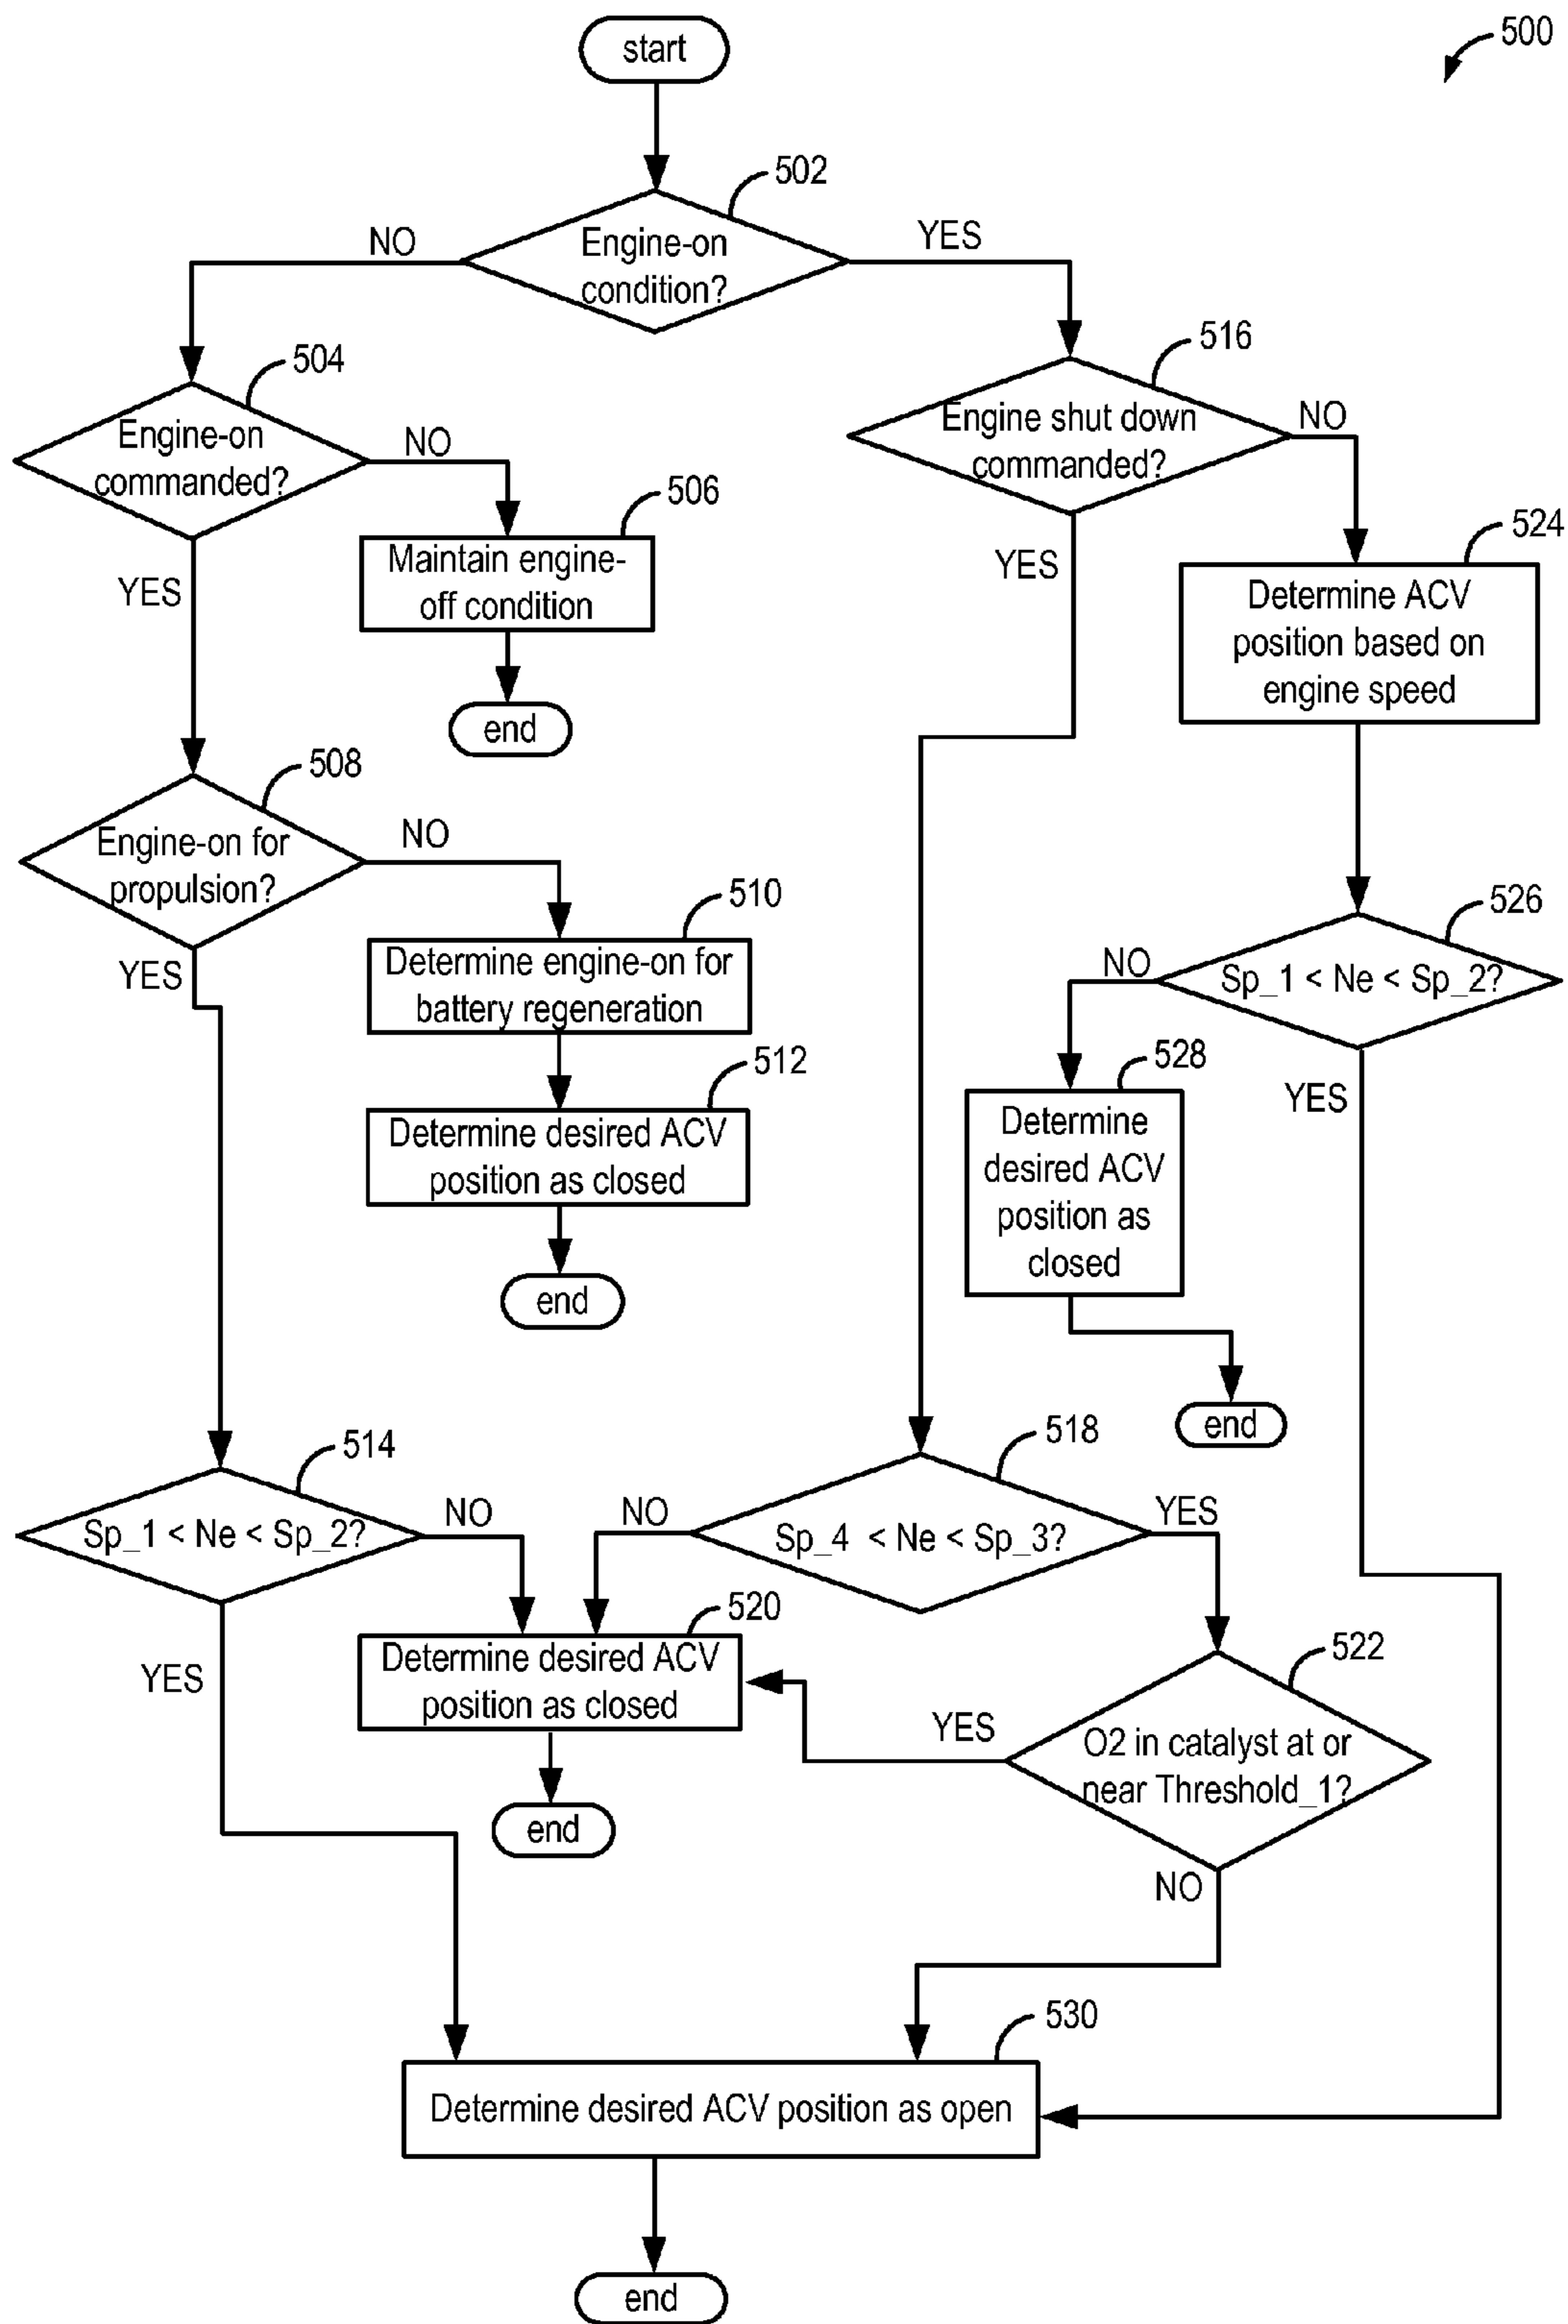 start
500
502
Engine-on
condition?
NO
YES
504
Engine-on
commanded?
NO
YES
506
Maintain engine-
off condition
end
516
Engine shut down
commanded?
NO
YES
524
Determine ACV
position based on
engine speed
508
Engine-on for
propulsion?
NO
YES
510
Determine engine-on for
battery regeneration
512
Determine desired ACV
position as closed
end
526
Sp_1 < Ne < Sp_2?
NO
YES
528
Determine
desired ACV
position as
closed
end
514
Sp_1 < Ne < Sp_2?
NO
YES
518
Sp_4 < Ne < Sp_3?
NO
YES
520
Determine desired ACV
position as closed
end
522
O2 in catalyst at or
near Threshold_1?
YES
NO
530
Determine desired ACV position as open
end